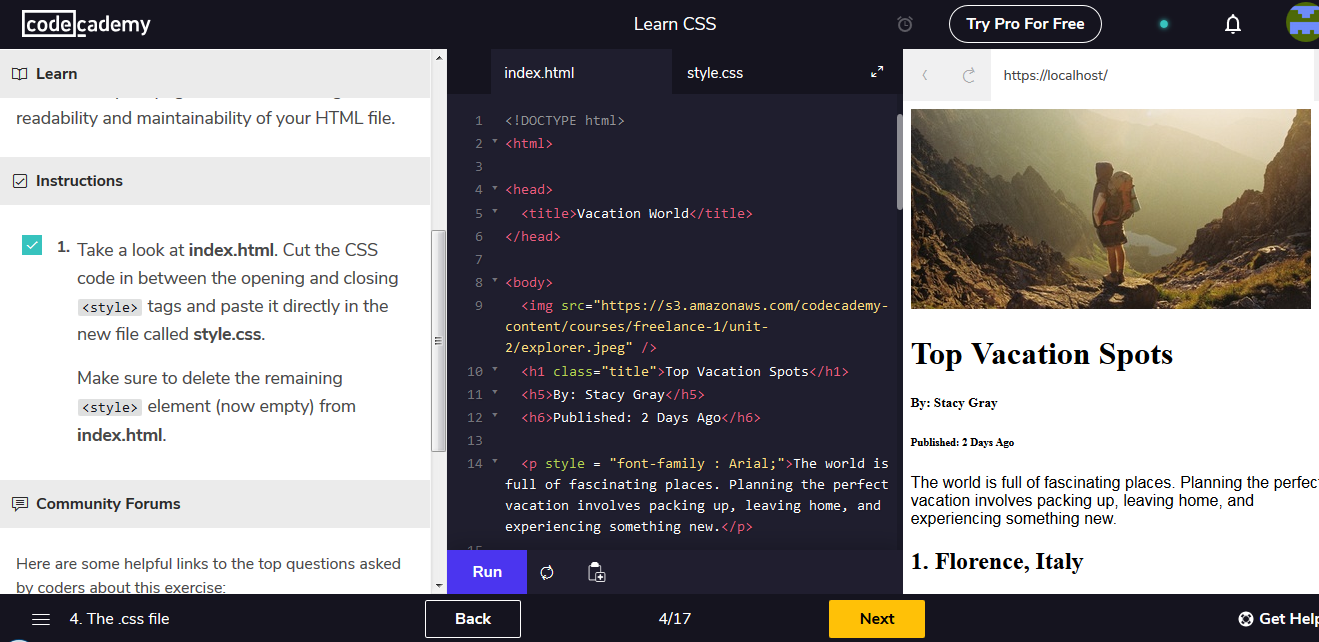 codecademy
Learn CSS
Try Pro For Free
Learn
readability and maintainability of your HTML file.
Instructions
1. Take a look at index.html. Cut the CSS
code in between the opening and closing
<style> tags and paste it directly in the
new file called style.css.
Make sure to delete the remaining
<style> element (now empty) from
index.html.
Community Forums
Here are some helpful links to the top questions asked
by coders about this exercise:
index.html
style.css
1 <!DOCTYPE html>
2 <html>
3
4 <head>
5 <title>Vacation World</title>
6 </head>
7
8 <body>
9 <img src="https://s3.amazonaws.com/codecademy-
content/courses/freelance-1/unit-
2/explorer.jpeg" />
10 <h1 class="title">Top Vacation Spots</h1>
11 <h5>By: Stacy Gray</h5>
12 <h6>Published: 2 Days Ago</h6>
13
14 <p style = "font-family : Arial;">The world is
full of fascinating places. Planning the perfect
vacation involves packing up, leaving home, and
experiencing something new.</p>
15
Run
https://localhost/
Top Vacation Spots
By: Stacy Gray
Published: 2 Days Ago
The world is full of fascinating places. Planning the perfec
vacation involves packing up, leaving home, and
experiencing something new.
1. Florence, Italy
4. The .css file
Back
4/17
Next
Get Help